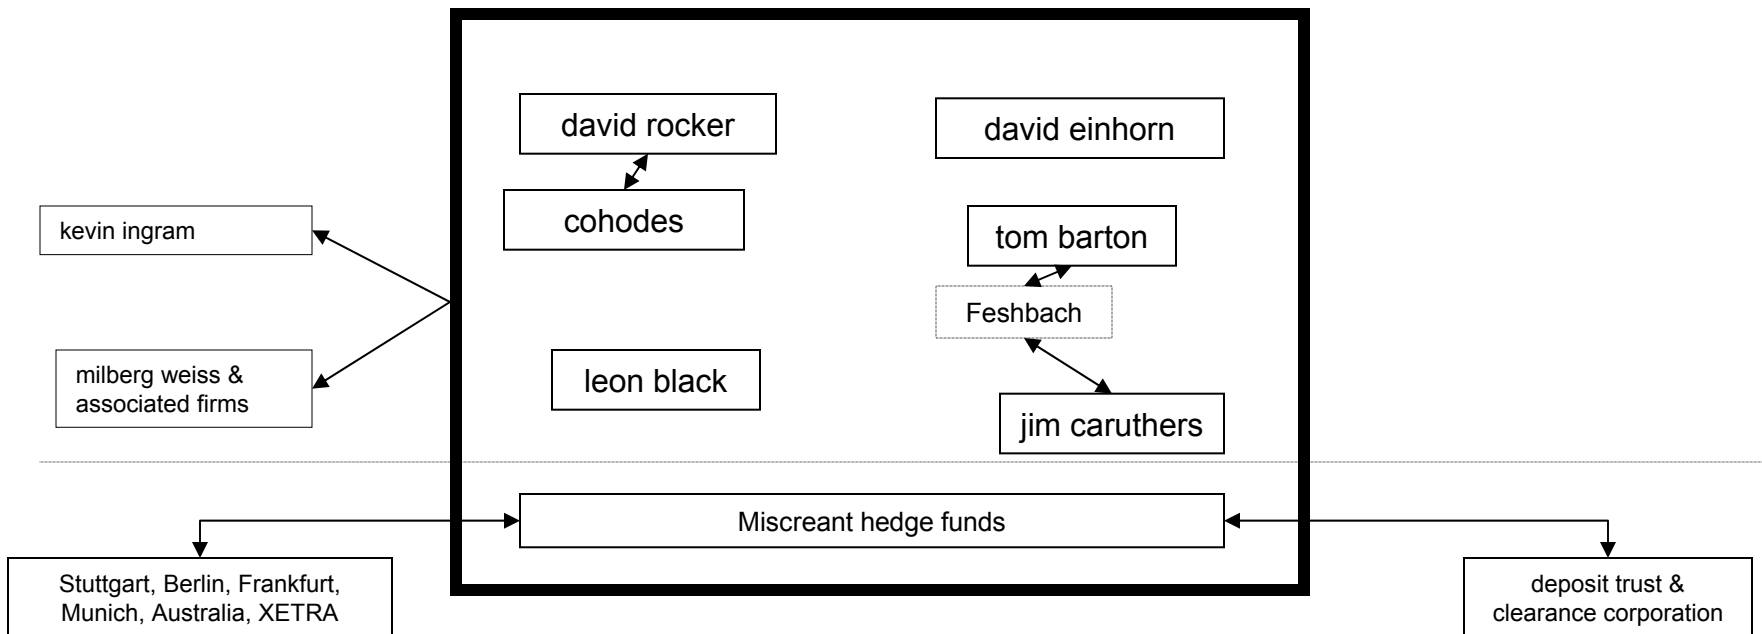 david rocker
david einhorn
cohodes
kevin ingram
tom barton
Feshbach
milberg weiss &
associated firms
leon black
jim caruthers
Miscreant hedge funds
Stuttgart, Berlin, Frankfurt,
Munich, Australia, XETRA
deposit trust &
clearance corporation